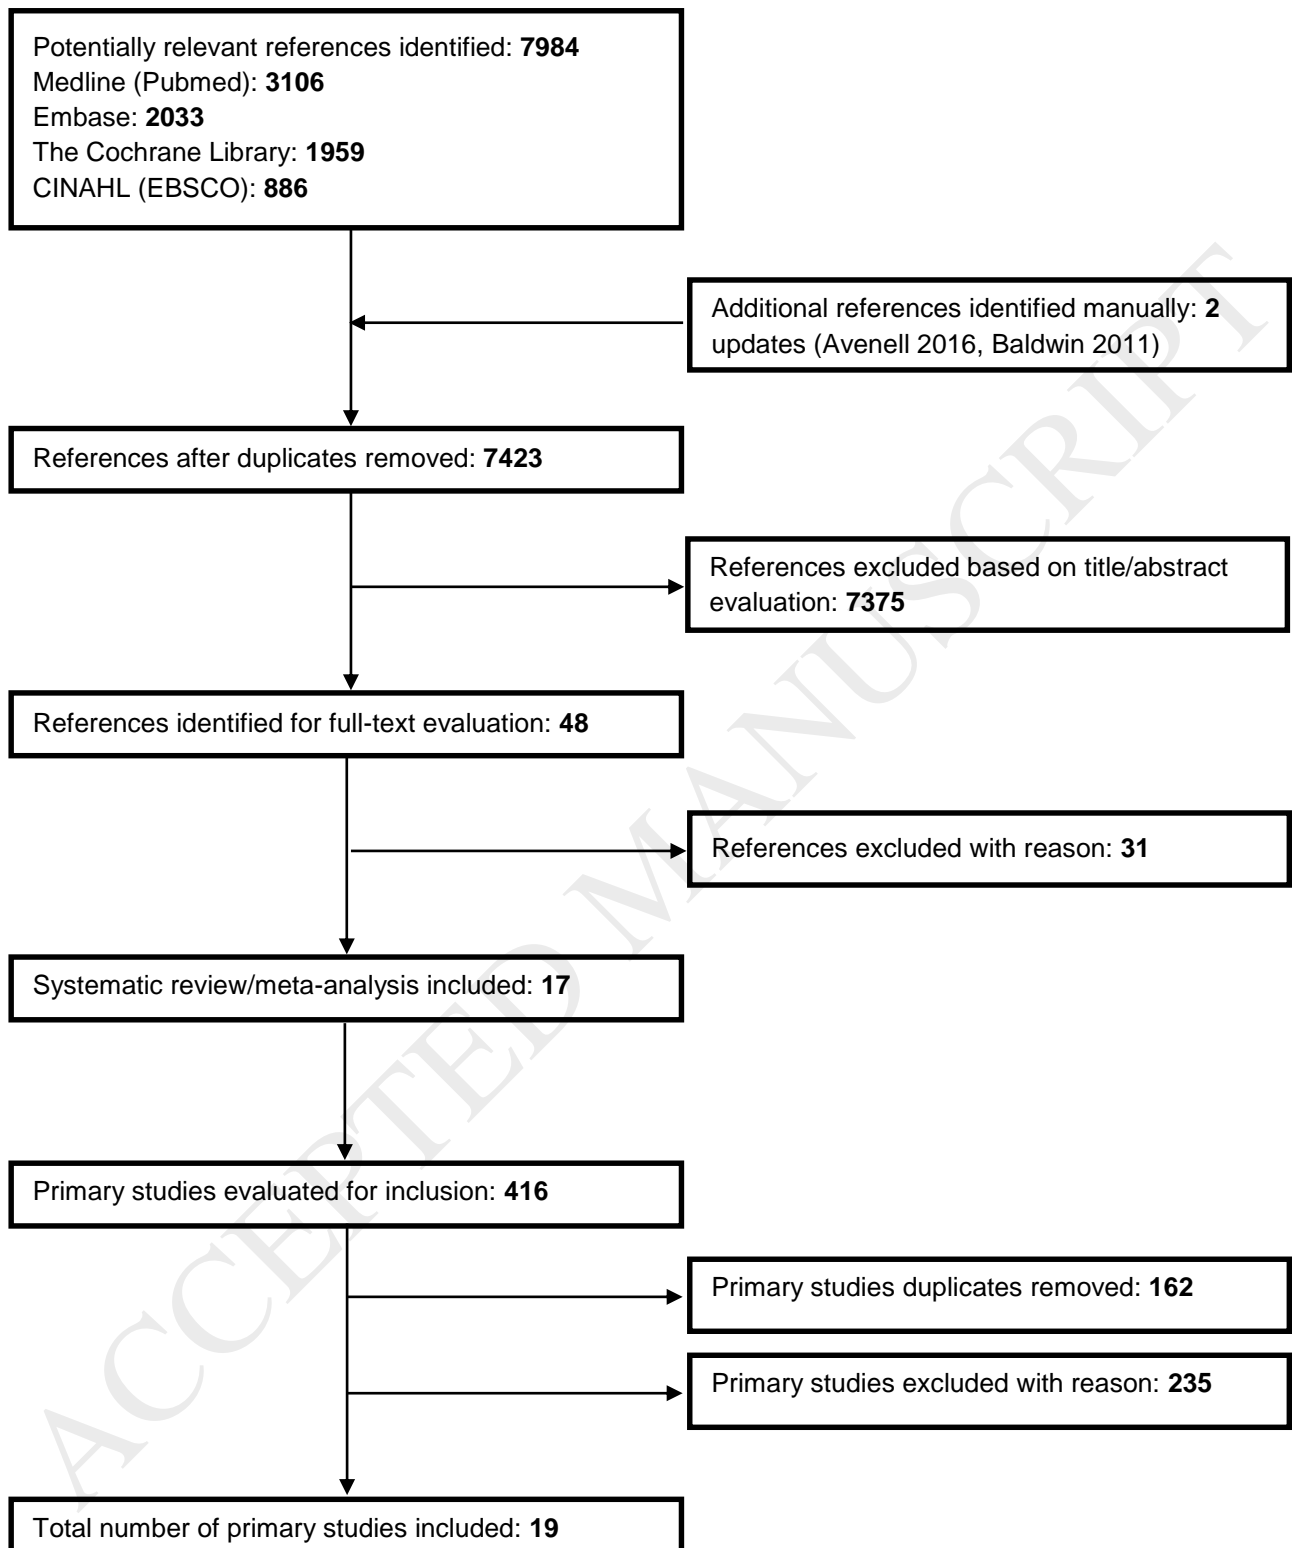 Potentially relevant references identified: 7984
Medline (Pubmed): 3106
Embase: 2033
The Cochrane Library: 1959
CINAHL (EBSCO): 886
Additional references identified manually: 2
updates (Avenell 2016, Baldwin 2011)
References after duplicates removed: 7423
References excluded based on title/abstract
evaluation: 7375
References identified for full-text evaluation: 48
References excluded with reason: 31
Systematic review/meta-analysis included: 17
Primary studies evaluated for inclusion: 416
Primary studies duplicates removed: 162
Primary studies excluded with reason: 235
Total number of primary studies included: 19
ACCEPTED MANUSCRIPT